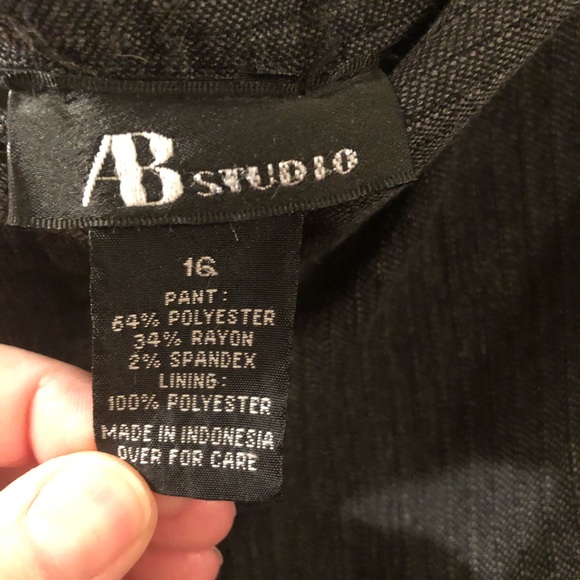 AB STUDIO
16
PANT:
64% POLYESTER
34% RAYON
2% SPANDEX
LINING:
100% POLYESTER
MADE IN INDONESIA
OVER FOR CARE